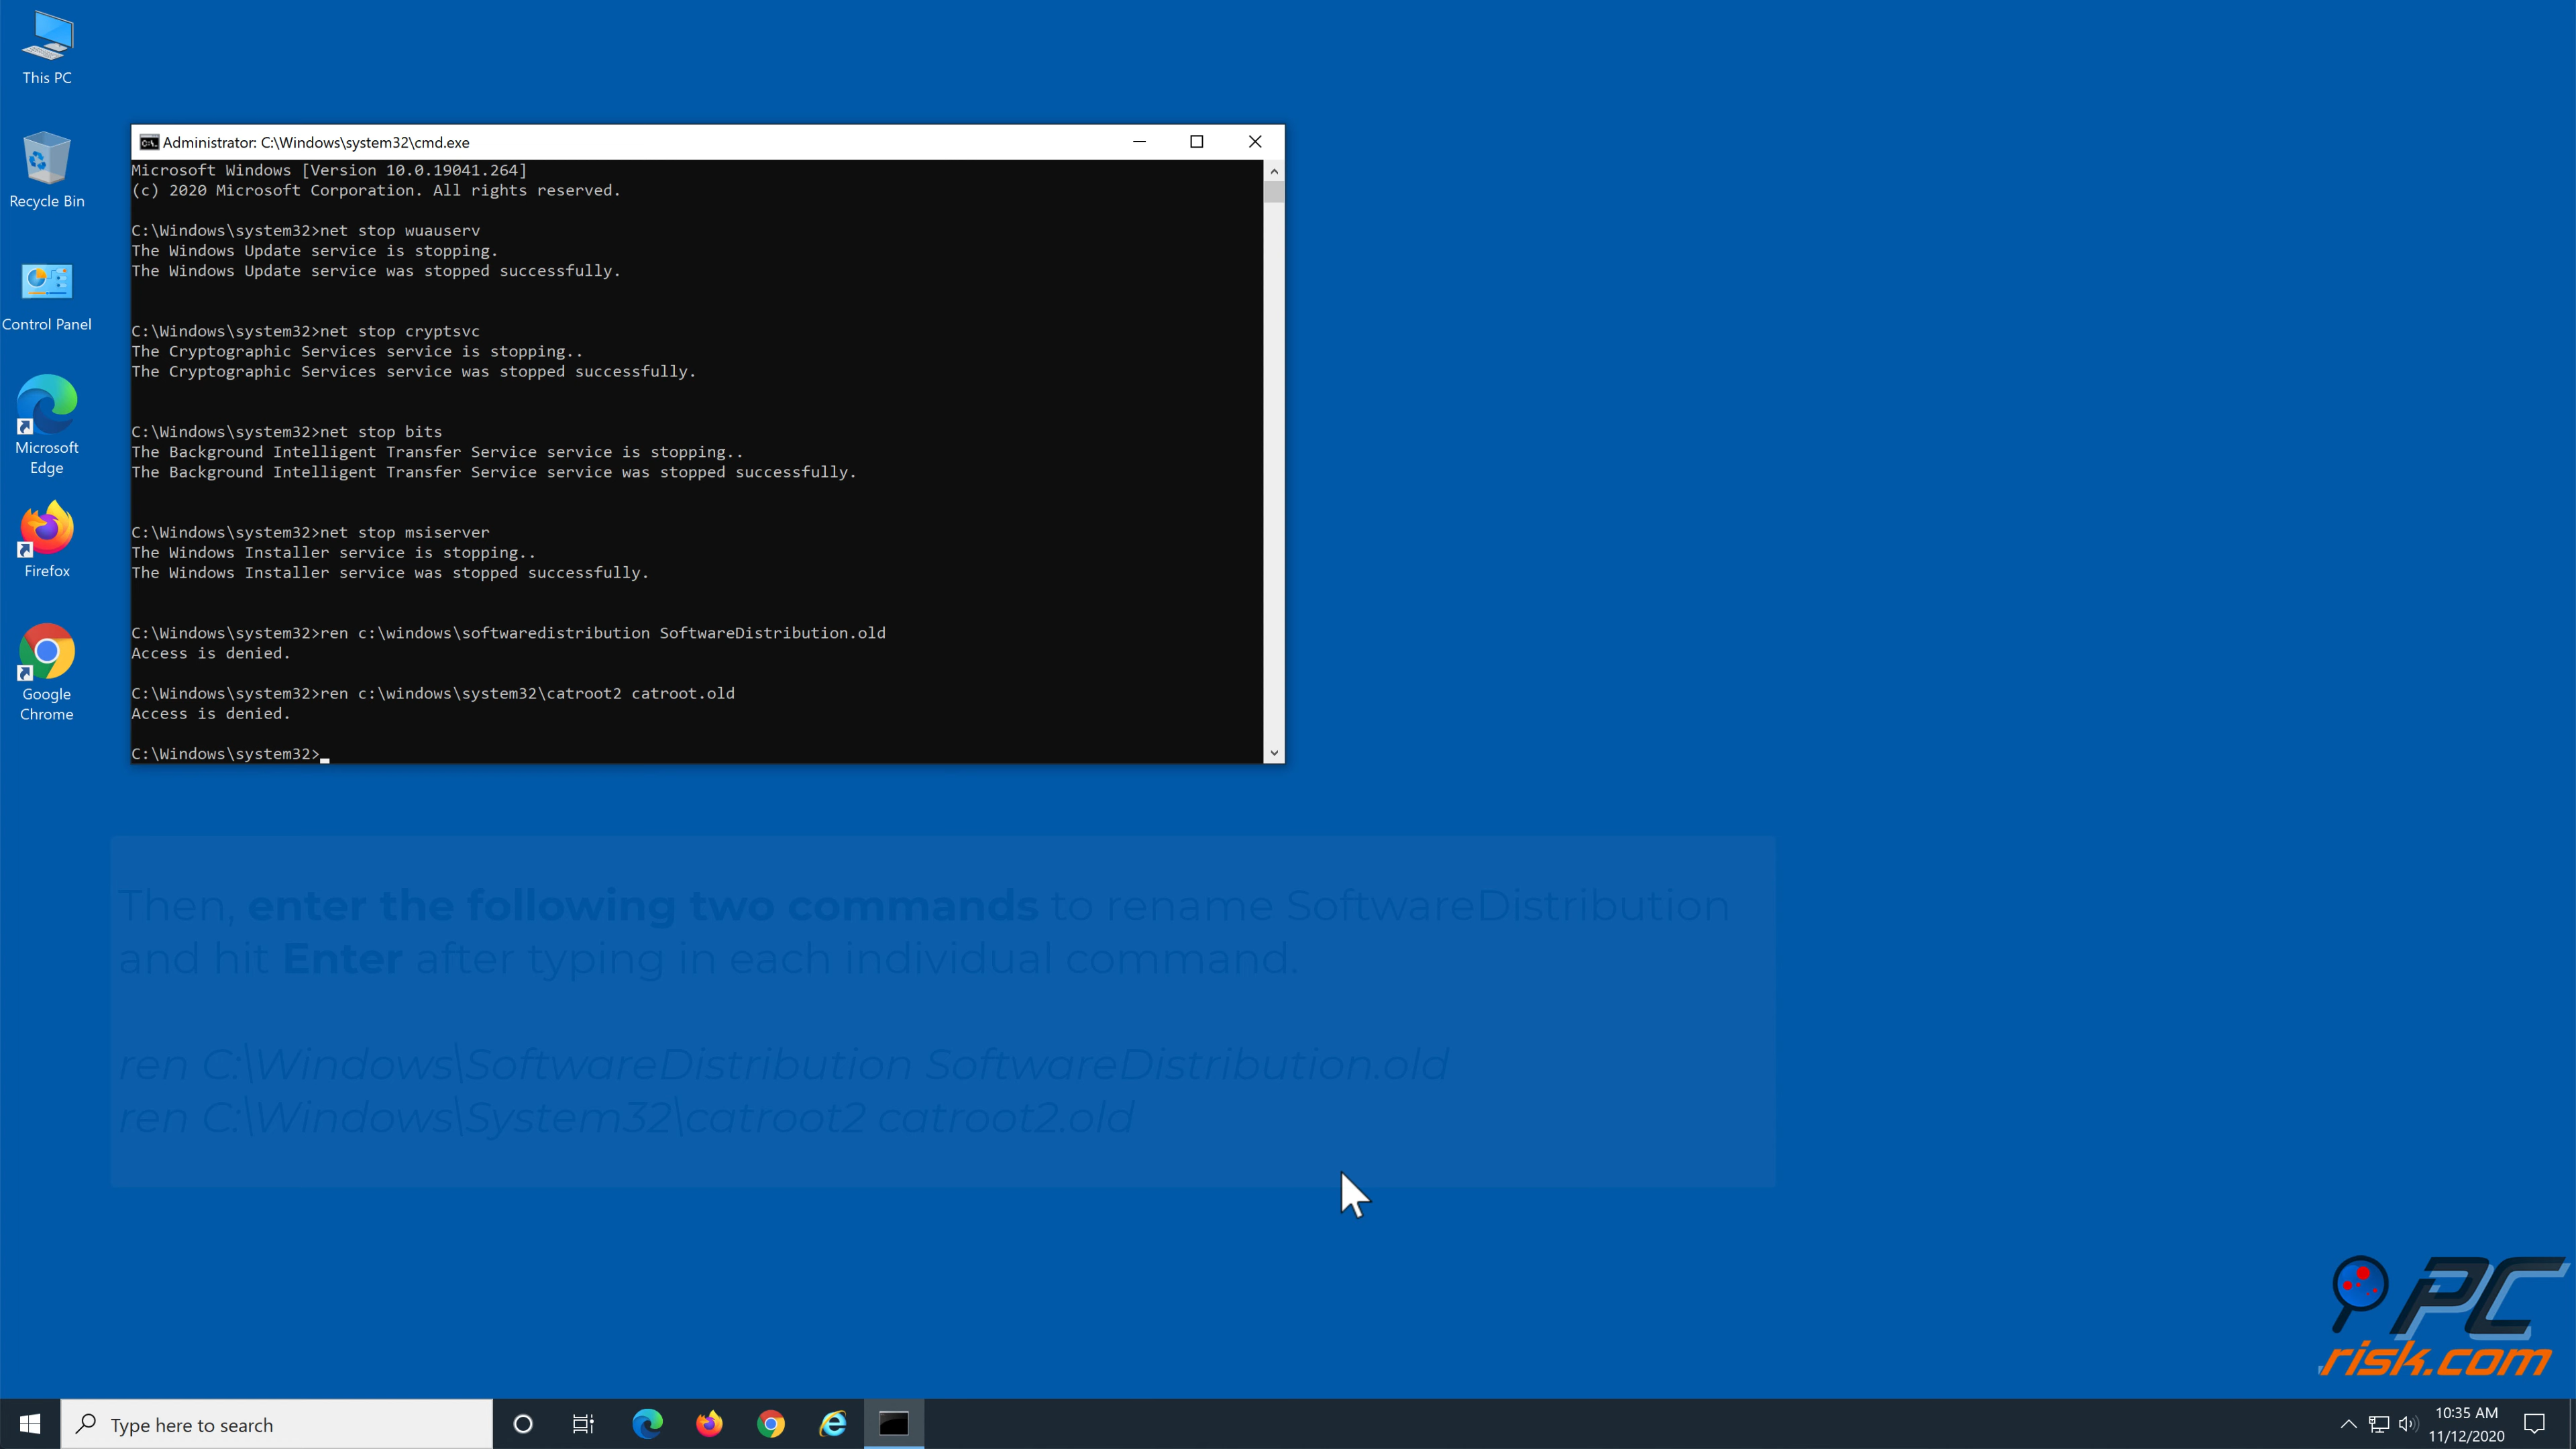 This PC
Recycle Bin
Control Panel
Microsoft
Edge
Firefox
Google
Chrome
Administrator: C:\Windows\system32\cmd.exe
Microsoft Windows [Version 10.0.19041.264]
(c) 2020 Microsoft Corporation. All rights reserved.
C:\Windows\system32>net stop wuauserv
The Windows Update service is stopping.
The Windows Update service was stopped successfully.
C:\Windows\system32>net stop cryptsvc
The Cryptographic Services service is stopping..
The Cryptographic Services service was stopped successfully.
C:\Windows\system32>net stop bits
The Background Intelligent Transfer Service service is stopping..
The Background Intelligent Transfer Service service was stopped successfully.
C:\Windows\system32>net stop msiserver
The Windows Installer service is stopping..
The Windows Installer service was stopped successfully.
C:\Windows\system32>ren c:\windows\softwaredistribution SoftwareDistribution.old
Access is denied.
C:\Windows\system32>ren c:\windows\system32\catroot2 catroot.old
Access is denied.
C:\Windows\system32>
Then, enter the following two commands to rename SoftwareDistribution
and hit Enter after typing in each individual command.
ren C:\Windows\SoftwareDistribution SoftwareDistribution.old
ren C:\Windows\System32\catroot2 catroot2.old
PC
risk.com
Type here to search
10:35 AM
11/12/2020